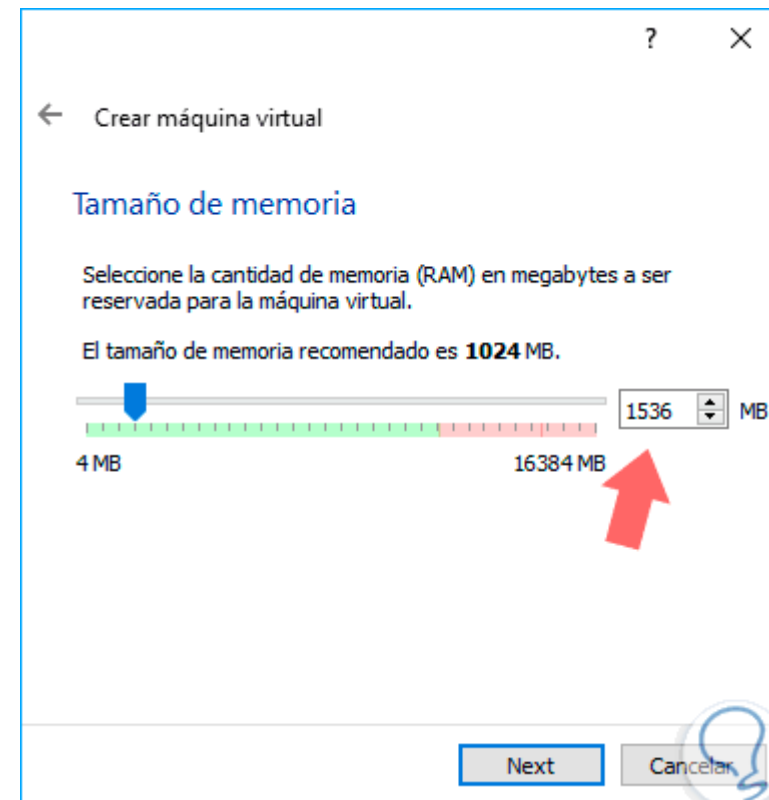 ?
Crear máquina virtual
Tamaño de memoria
Seleccione la cantidad de memoria (RAM) en megabytes a ser
reservada para la máquina virtual.
El tamaño de memoria recomendado es 1024 MB.
1536 MB
4 MB 16384 MB
Next Cancelar